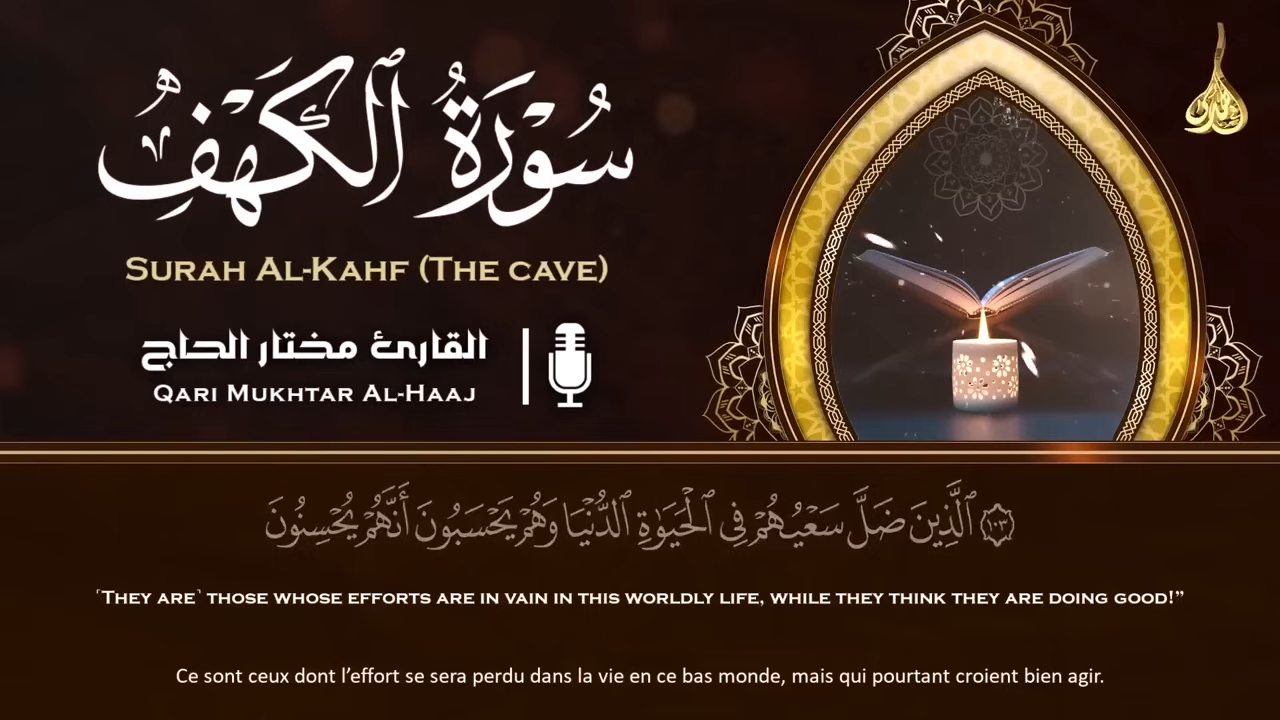 سُورَةُ ٱلْكَهْفِ
SURAH AL-KAHF (THE CAVE)
القارئ مختار الحاج
QARI MUKHTAR AL-HAAJ
۝١٠٣ ٱلَّذِينَ ضَلَّ سَعْيُهُمْ فِى ٱلْحَيَوٰةِ ٱلدُّنْيَا وَهُمْ يَحْسَبُونَ أَنَّهُمْ يُحْسِنُونَ
˹THEY ARE˺ THOSE WHOSE EFFORTS ARE IN VAIN IN THIS WORLDLY LIFE, WHILE THEY THINK THEY ARE DOING GOOD!”
Ce sont ceux dont l’effort se sera perdu dans la vie en ce bas monde, mais qui pourtant croient bien agir.